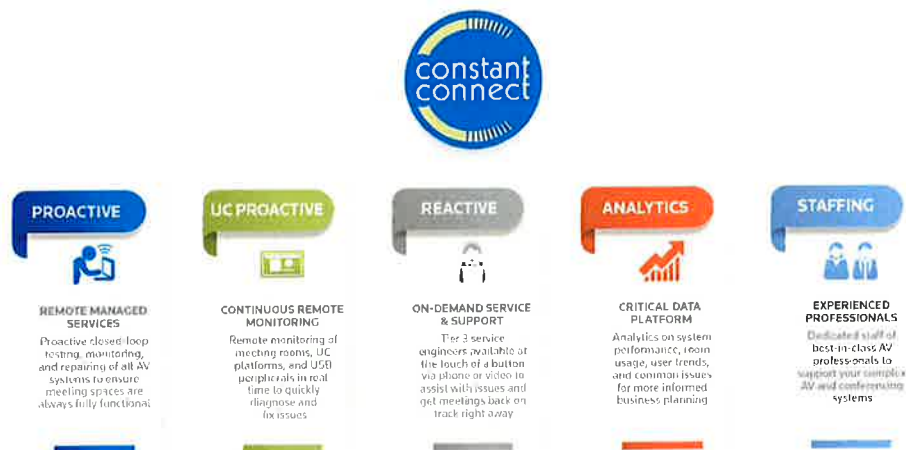 constant
connect
PROACTIVE
REMOTE MANAGED
SERVICES
Proactive closed-loop
testing, monitoring,
and repairing of all AV
systems to ensure
meeting spaces are
always fully functional
UC PROACTIVE
CONTINUOUS REMOTE
MONITORING
Remote monitoring of
meeting rooms, UC
platforms, and USB
peripherals in real
time to quickly
diagnose and
fix issues
REACTIVE
ON-DEMAND SERVICE
& SUPPORT
Tier 3 service
engineers available at
the touch of a button
via phone or video to
assist with issues and
get meetings back on
track right away
ANALYTICS
CRITICAL DATA
PLATFORM
Analytics on system
performance, room
usage, user trends,
and common issues
for more informed
business planning
STAFFING
EXPERIENCED
PROFESSIONALS
Dedicated staff of
best-in-class AV
professionals to
support your complex
AV and conferencing
systems